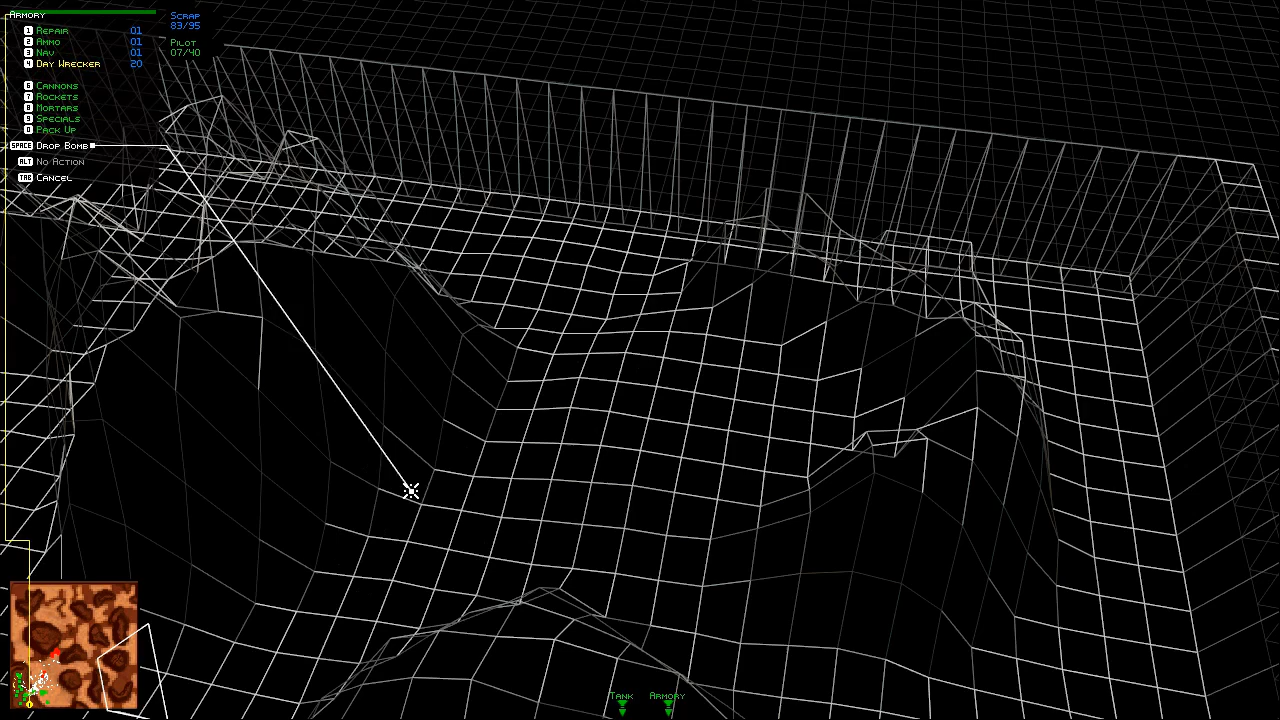 Armory
1 Repair 01
2 Ammo 01
3 Nav 01
4 Day Wrecker 20
6 Cannons
7 Rockets
8 Mortars
9 Specials
0 Pack Up
SPACE Drop Bomb
ALT No Action
TAB Cancel
Scrap
83/95
Pilot
07/40
Tank Armory